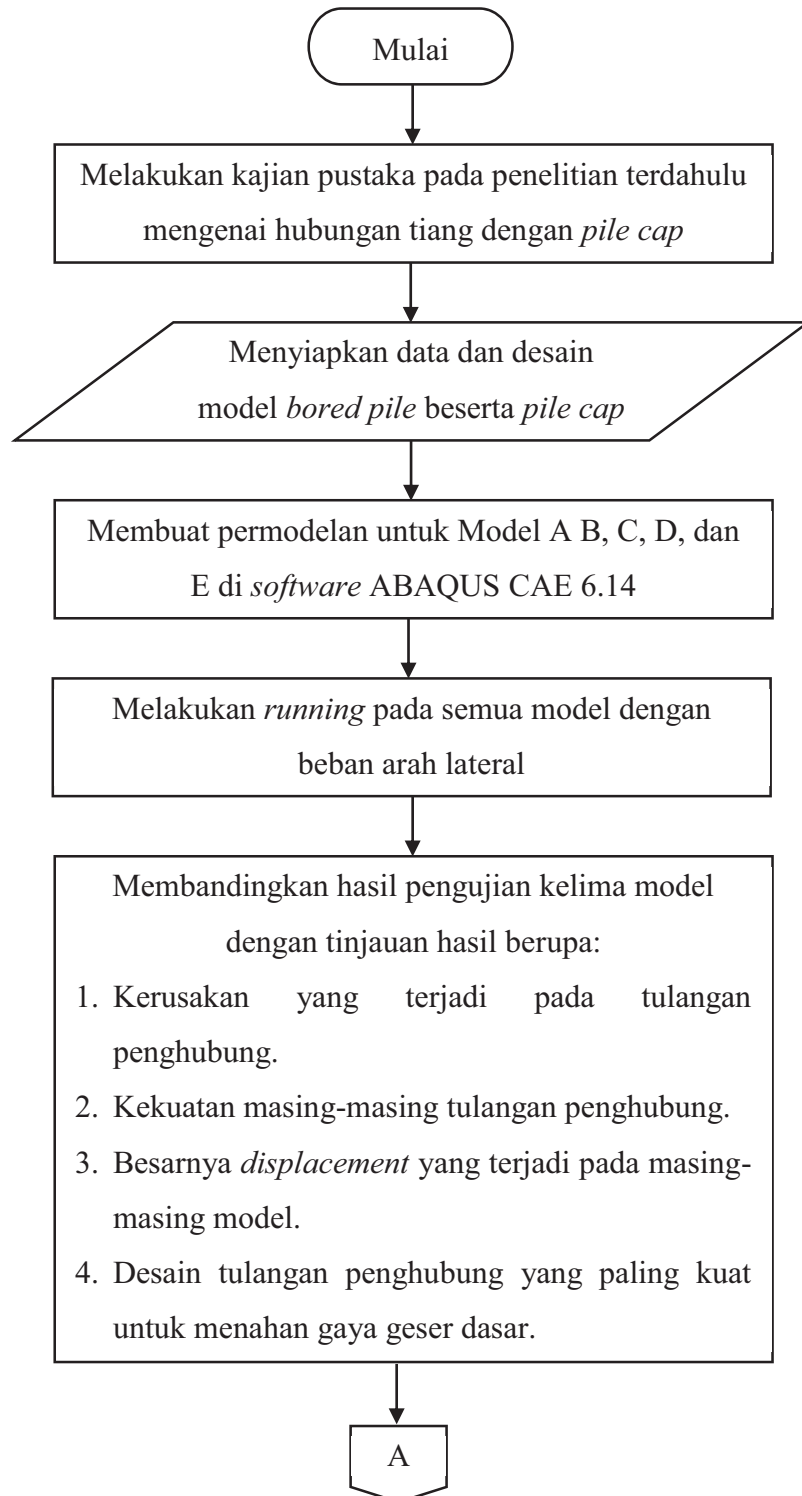 Mulai
Melakukan kajian pustaka pada penelitian terdahulu
mengenai hubungan tiang dengan pile cap
Menyiapkan data dan desain
model bored pile beserta pile cap
Membuat permodelan untuk Model A B, C, D, dan
E di software ABAQUS CAE 6.14
Melakukan running pada semua model dengan
beban arah lateral
Membandingkan hasil pengujian kelima model
dengan tinjauan hasil berupa:
1. Kerusakan yang terjadi pada tulangan
penghubung.
2. Kekuatan masing-masing tulangan penghubung.
3. Besarnya displacement yang terjadi pada masing-
masing model.
4. Desain tulangan penghubung yang paling kuat
untuk menahan gaya geser dasar.
A